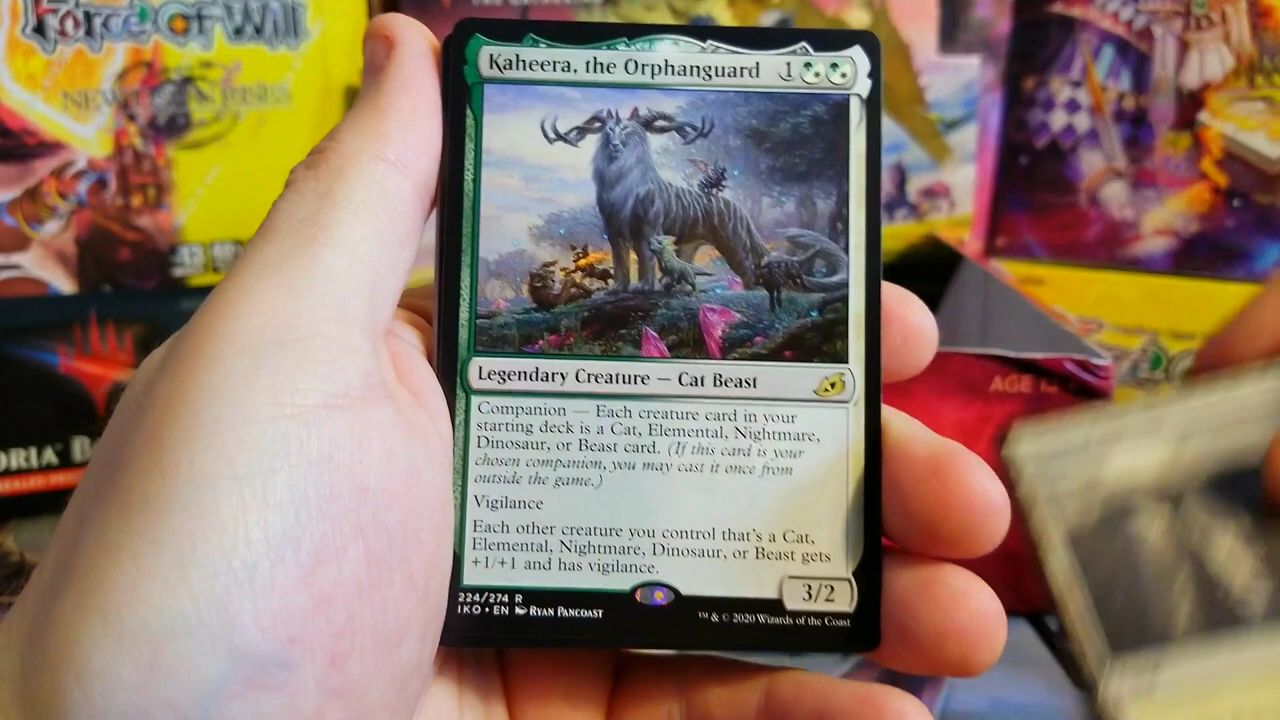 Force of Will
Kaheera, the Orphanguard 1
Legendary Creature — Cat Beast
Companion — Each creature card in your
starting deck is a Cat, Elemental, Nightmare,
Dinosaur, or Beast card. (If this card is your
chosen companion, you may cast it once from
outside the game.)
Vigilance
Each other creature you control that's a Cat,
Elemental, Nightmare, Dinosaur, or Beast gets
+1/+1 and has vigilance.
3/2
224/274 R
IKO • EN RYAN PANCOAST
™ & © 2020 Wizards of the Coast
ORIA B
AGE